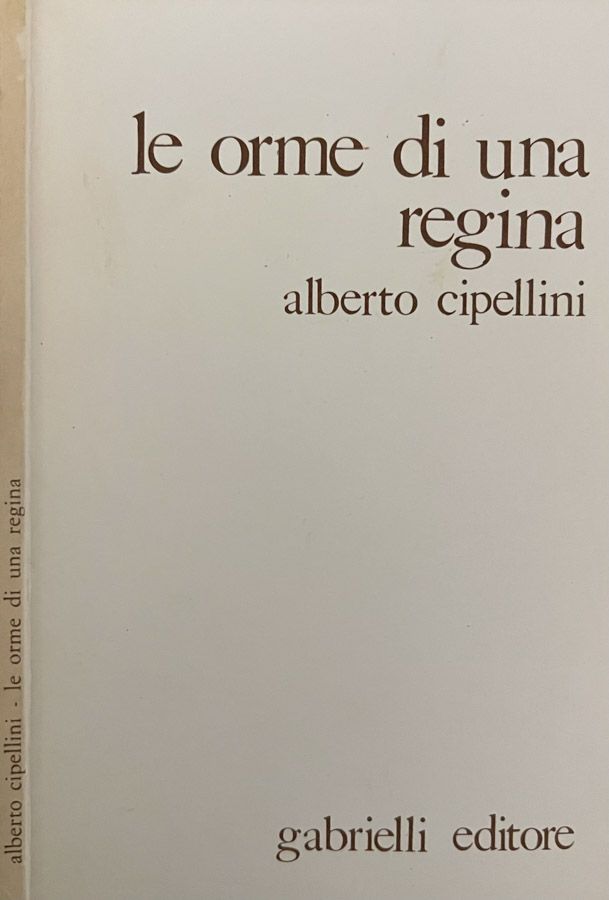 le orme di una
regina
alberto cipellini
gabrielli editore
alberto cipellini - le orme di una regina